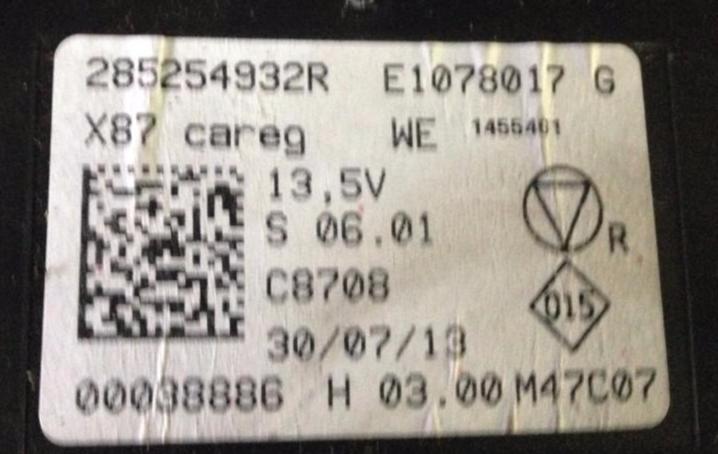 285254932R E1078017 G
X87 careg WE 1455401
13,5V
S 06.01
R
C8708
015
30/07/13
00038886 H 03.00 M47C07